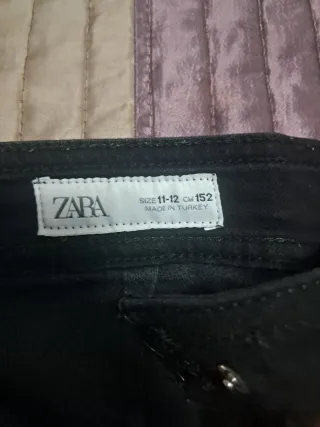 ZARA
SIZE 11-12 CM 152
MADE IN TURKEY